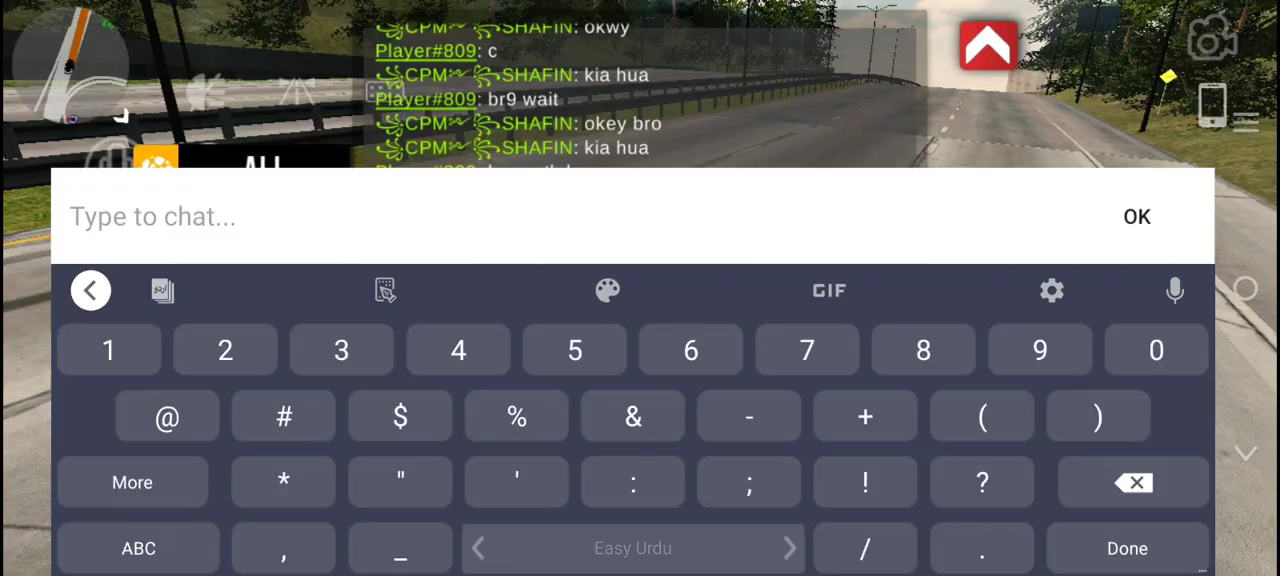 ꧁CPM~ ꧂SHAFIN: okwy
Player#809: c
꧁CPM~ ꧂SHAFIN: kia hua
Player#809: br9 wait
꧁CPM~ ꧂SHAFIN: okey bro
꧁CPM~ ꧂SHAFIN: kia hua
ALL
Type to chat...
OK
اردو
GIF
1 2 3 4 5 6 7 8 9 0
@ # $ % & - + ( )
More * " ' : ; ! ?
ABC , _ Easy Urdu / . Done